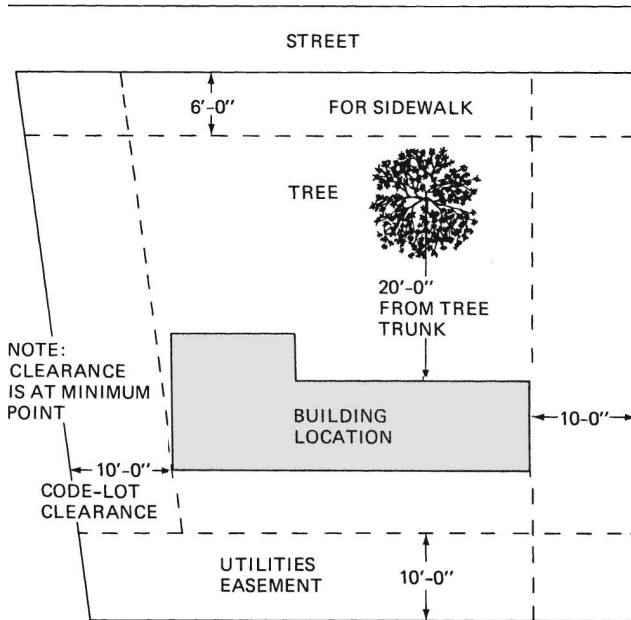 STREET
6'-0"
FOR SIDEWALK
TREE
20'-0"
FROM TREE
TRUNK
NOTE:
CLEARANCE
IS AT MINIMUM
POINT
BUILDING
LOCATION
10-0"
10'-0"
CODE-LOT
CLEARANCE
UTILITIES
EASEMENT
10'-0"